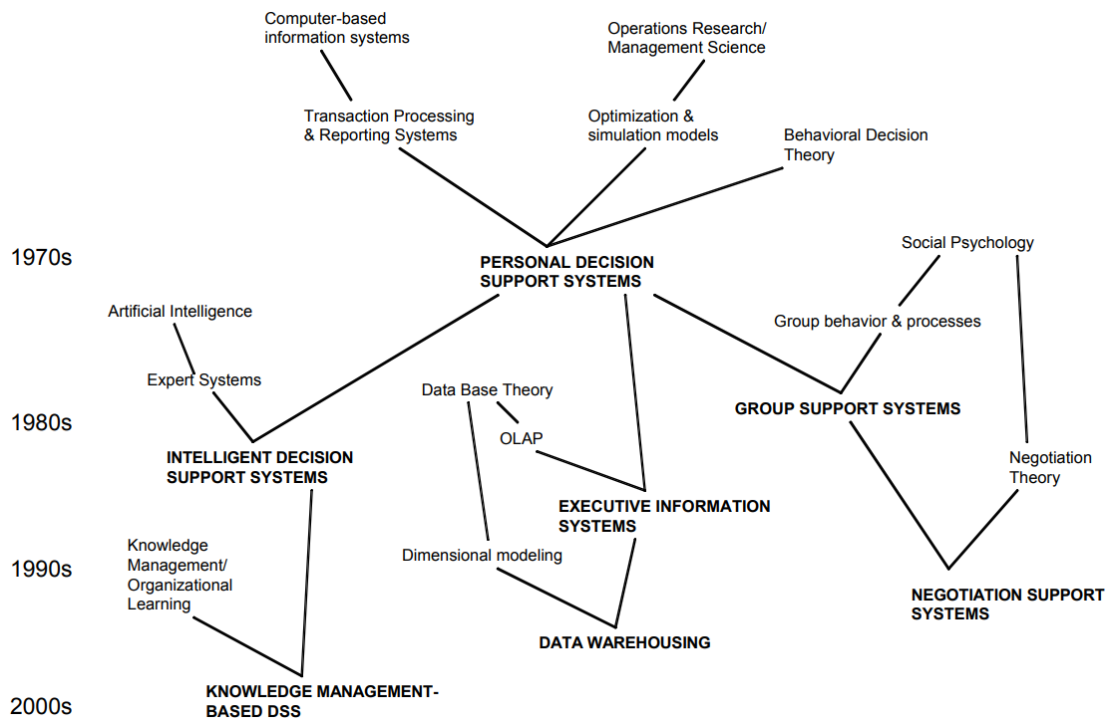 Computer-based
information systems
Operations Research/
Management Science
Transaction Processing
& Reporting Systems
Optimization &
simulation models
Behavioral Decision
Theory
1970s
PERSONAL DECISION
SUPPORT SYSTEMS
Social Psychology
Artificial Intelligence
Group behavior & processes
Expert Systems
Data Base Theory
GROUP SUPPORT SYSTEMS
1980s
OLAP
INTELLIGENT DECISION
SUPPORT SYSTEMS
Negotiation
Theory
EXECUTIVE INFORMATION
SYSTEMS
Knowledge
Management/
Organizational
Learning
Dimensional modeling
1990s
NEGOTIATION SUPPORT
SYSTEMS
DATA WAREHOUSING
KNOWLEDGE MANAGEMENT-
BASED DSS
2000s